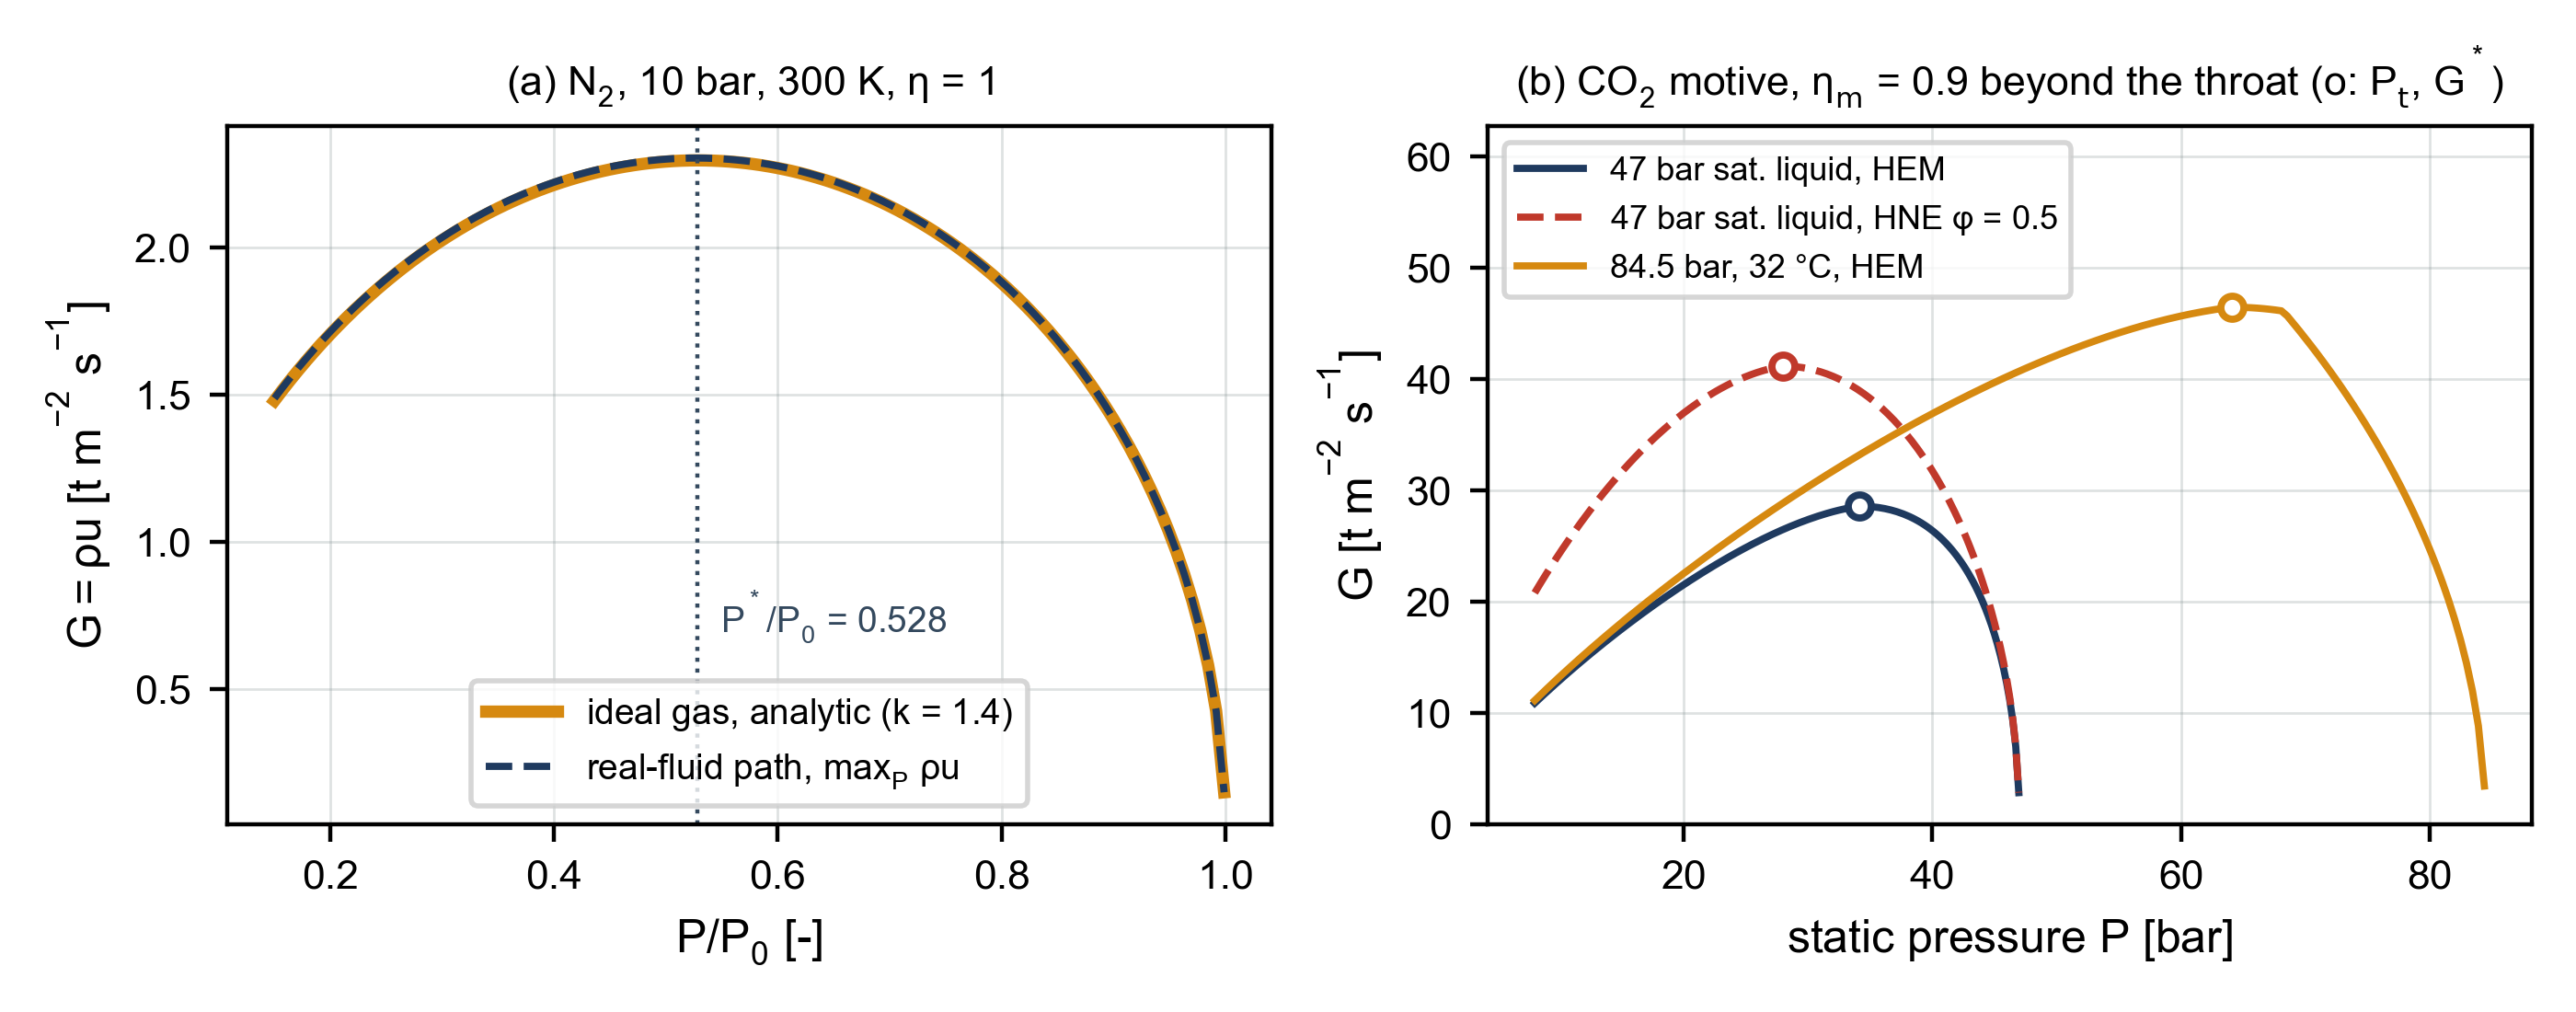 (a) N₂, 10 bar, 300 K, η = 1
G = ρu [t m⁻² s⁻¹]
2.0
1.5
1.0
0.5
P*/P₀ = 0.528
ideal gas, analytic (k = 1.4)
real-fluid path, maxₚ ρu
0.2 0.4 0.6 0.8 1.0
P/P₀ [-]
(b) CO₂ motive, ηₘ = 0.9 beyond the throat (o: Pₜ, G*)
G [t m⁻² s⁻¹]
60
50
40
30
20
10
0
47 bar sat. liquid, HEM
47 bar sat. liquid, HNE φ = 0.5
84.5 bar, 32 °C, HEM
20 40 60 80
static pressure P [bar]